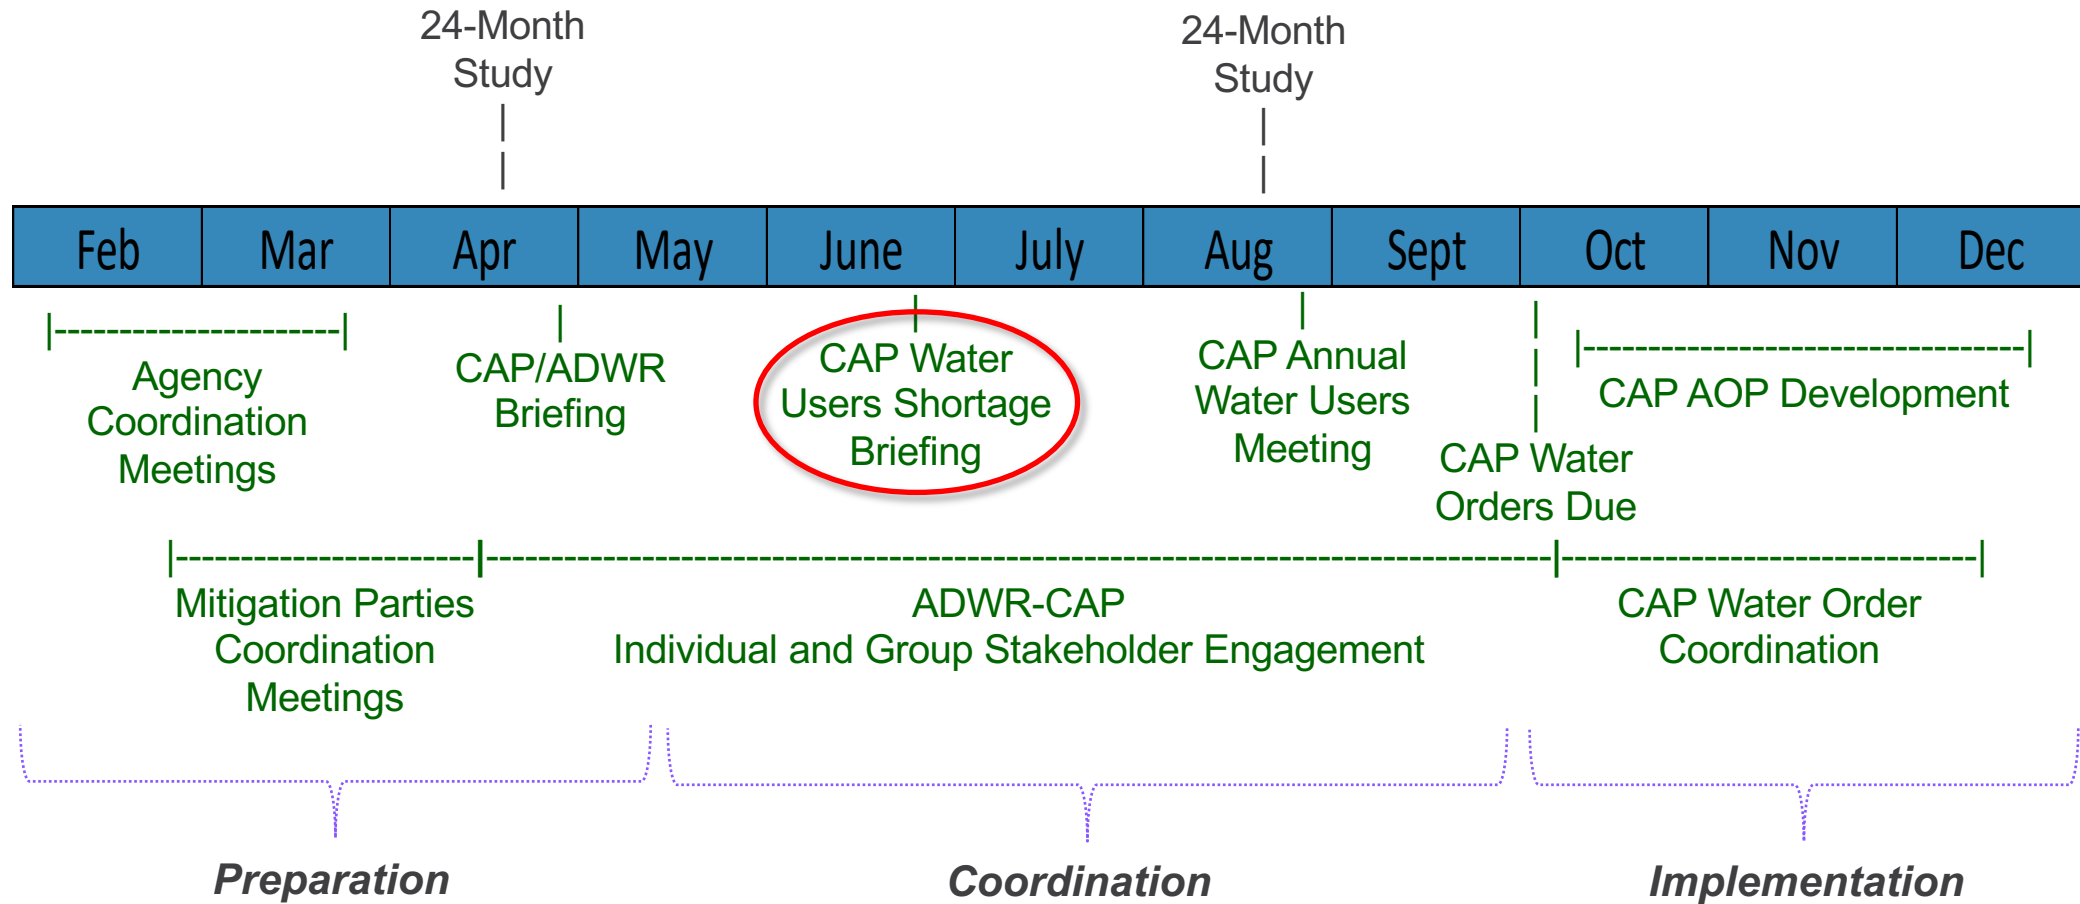 24-Month
Study
24-Month
Study
Feb Mar Apr May June July Aug Sept Oct Nov Dec
Agency
Coordination
Meetings
CAP/ADWR
Briefing
CAP Water
Users Shortage
Briefing
CAP Annual
Water Users
Meeting
CAP Water
Orders Due
CAP AOP Development
Mitigation Parties
Coordination
Meetings
ADWR-CAP
Individual and Group Stakeholder Engagement
CAP Water Order
Coordination
Preparation
Coordination
Implementation